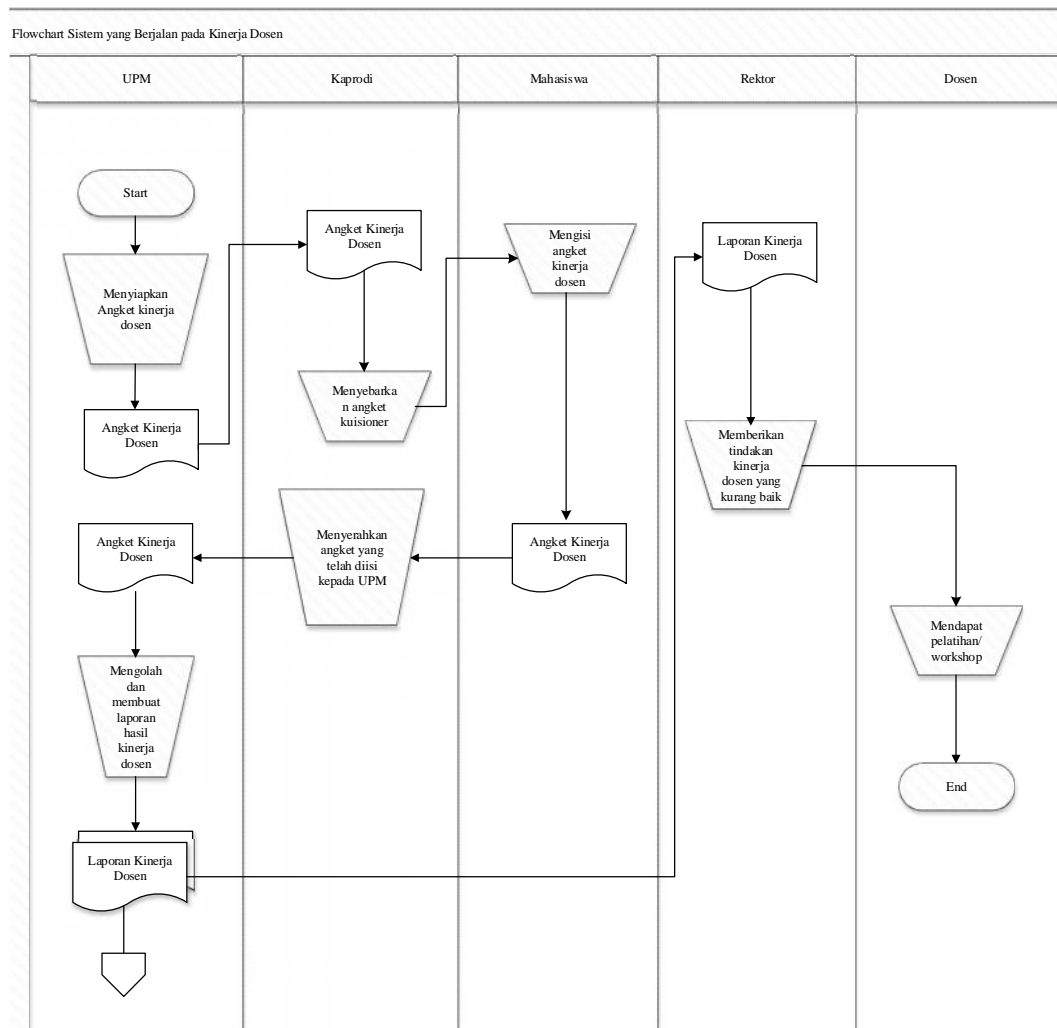 Flowchart Sistem yang Berjalan pada Kinerja Dosen
UPM
Kaprodi
Mahasiswa
Rektor
Dosen
Start
Menyiapkan
Angket kinerja
dosen
Angket Kinerja
Dosen
Angket Kinerja
Dosen
Menyebarka
n angket
kuisioner
Mengisi
angket
kinerja
dosen
Angket Kinerja
Dosen
Menyerahkan
angket yang
telah diisi
kepada UPM
Angket Kinerja
Dosen
Mengolah
dan
membuat
laporan
hasil
kinerja
dosen
Laporan Kinerja
Dosen
Laporan Kinerja
Dosen
Memberikan
tindakan
kinerja
dosen yang
kurang baik
Mendapat
pelatihan/
workshop
End